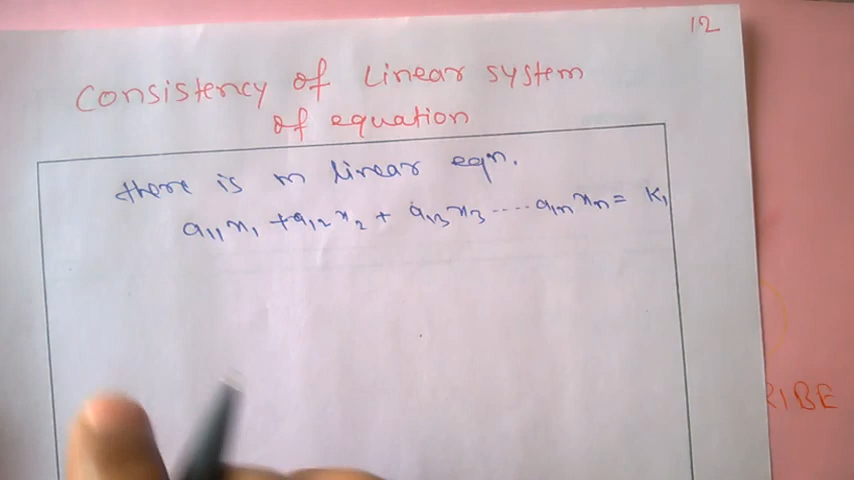 12
Consistency of Linear system
of equation
there is m linear eqn.
a₁₁x₁ + a₁₂x₂ + a₁₃x₃ ---- a₁ₙxₙ = K₁
RIBE